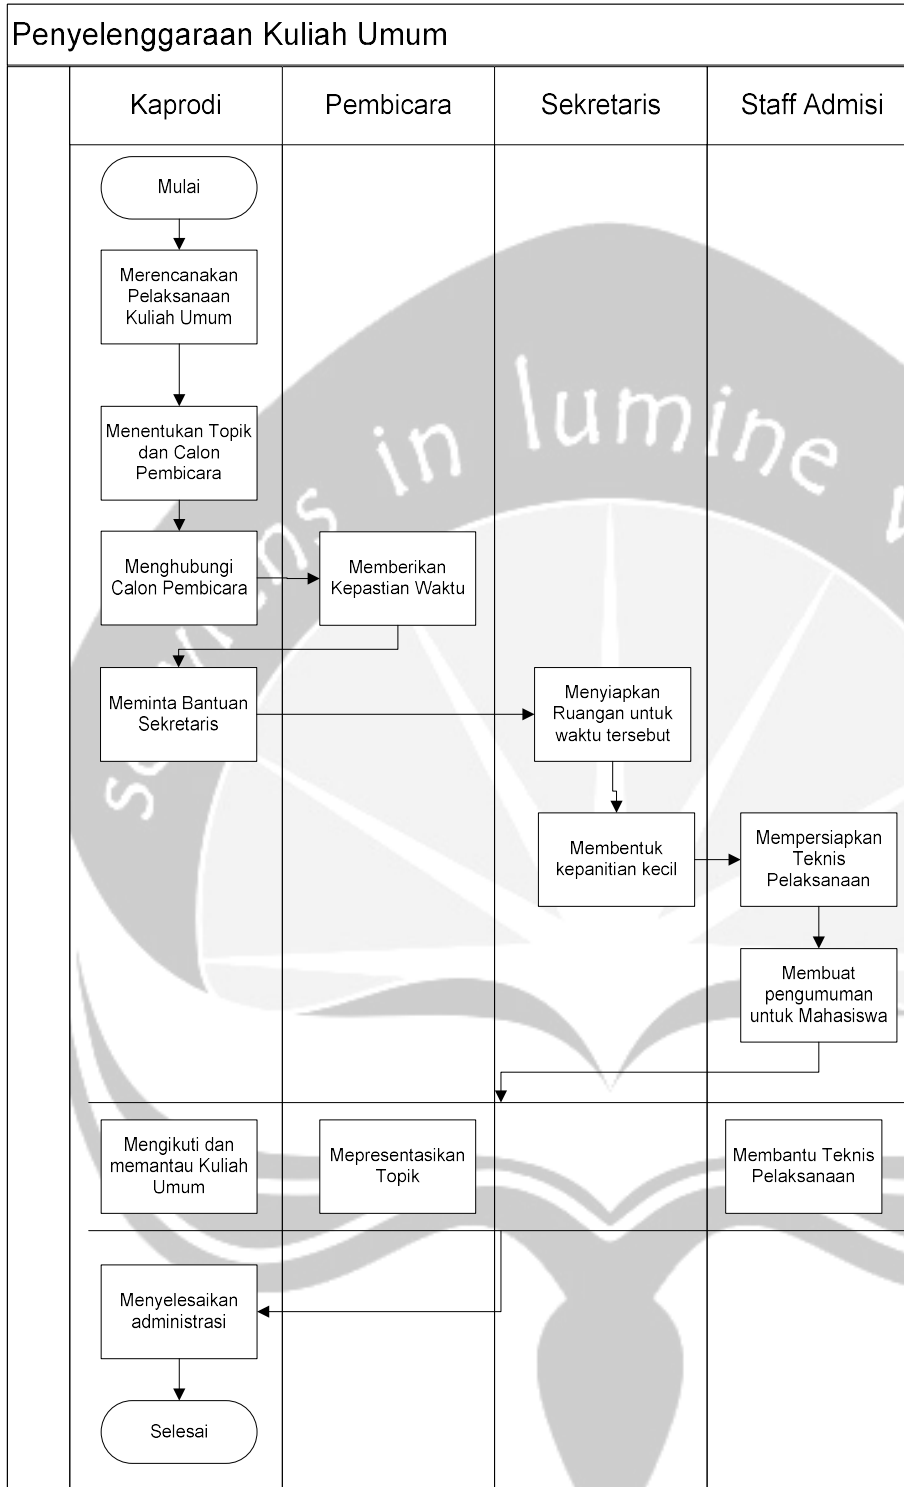 Penyelenggaraan Kuliah Umum
Kaprodi
Pembicara
Sekretaris
Staff Admisi
Mulai
Merencanakan
Pelaksanaan
Kuliah Umum
Menentukan Topik
dan Calon
Pembicara
Menghubungi
Calon Pembicara
Memberikan
Kepastian Waktu
Meminta Bantuan
Sekretaris
Menyiapkan
Ruangan untuk
waktu tersebut
Membentuk
kepanitian kecil
Mempersiapkan
Teknis
Pelaksanaan
Membuat
pengumuman
untuk Mahasiswa
Mengikuti dan
memantau Kuliah
Umum
Mepresentasikan
Topik
Membantu Teknis
Pelaksanaan
Menyelesaikan
administrasi
Selesai
in lumine